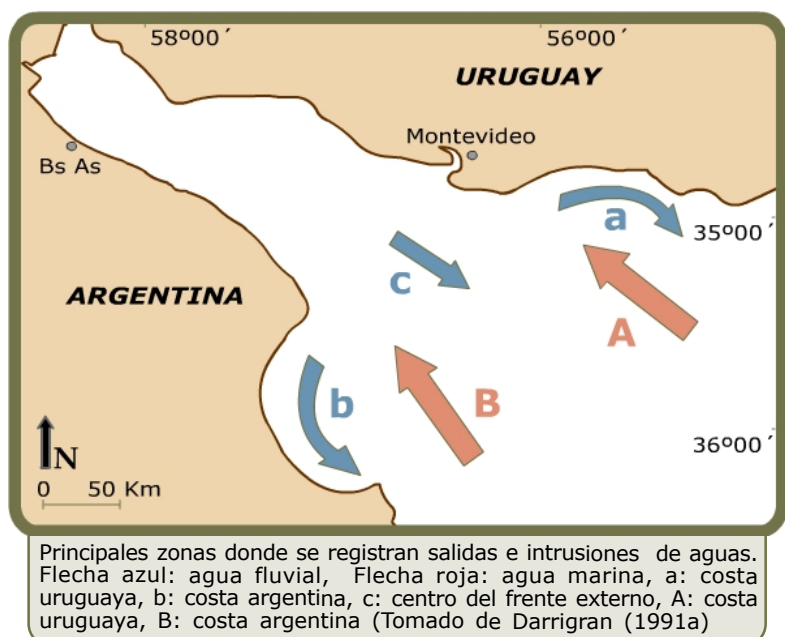 58º00´
56º00´
URUGUAY
Montevideo
Bs As
a
35º00´
c
ARGENTINA
A
b
B
36º00´
N
0 50 Km
Principales zonas donde se registran salidas e intrusiones de aguas.
Flecha azul: agua fluvial, Flecha roja: agua marina, a: costa
uruguaya, b: costa argentina, c: centro del frente externo, A: costa
uruguaya, B: costa argentina (Tomado de Darrigran (1991a)